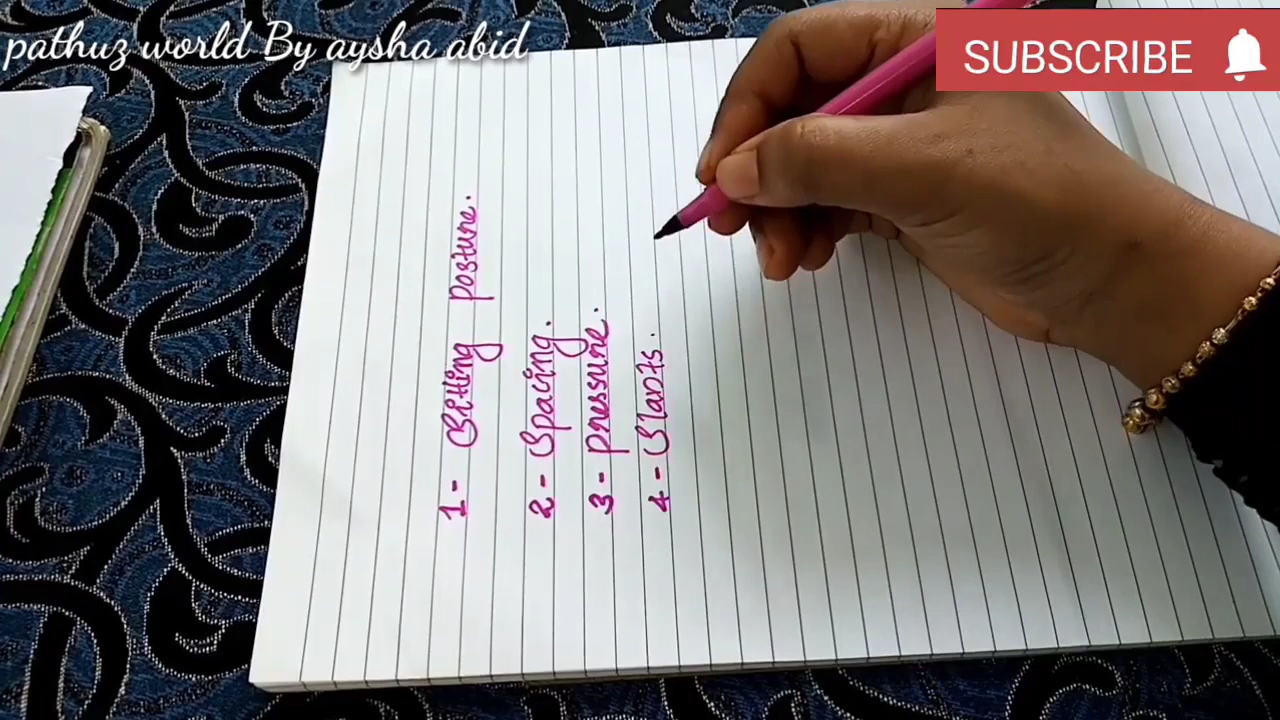 pathuz world By aysha abid
SUBSCRIBE
1- Sitting posture.
2- Spacing.
3- pressure.
4- Slants.